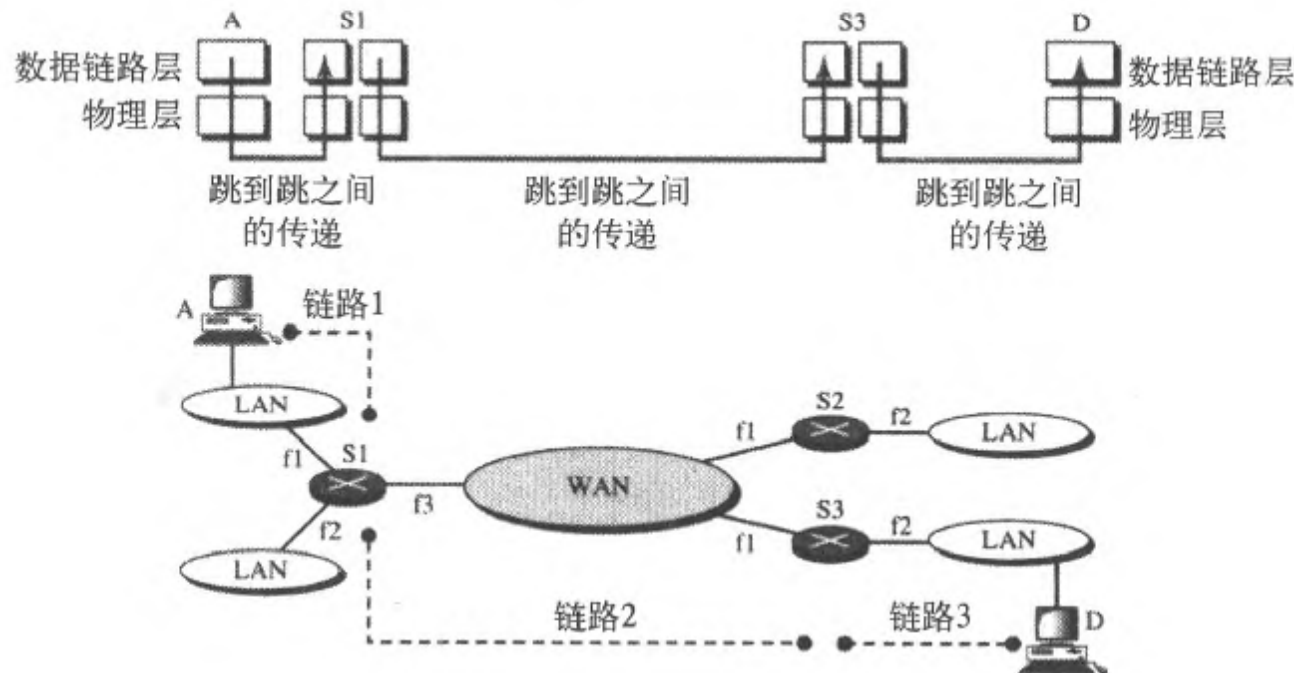 A S1 S3 D
数据链路层 数据链路层
物理层 物理层
跳到跳之间 跳到跳之间 跳到跳之间
的传递 的传递 的传递
A 链路1
LAN S2
f1 f2 LAN
f1 S1
WAN
f3 S3
f2 f1 f2 LAN
LAN
链路2 链路3 D